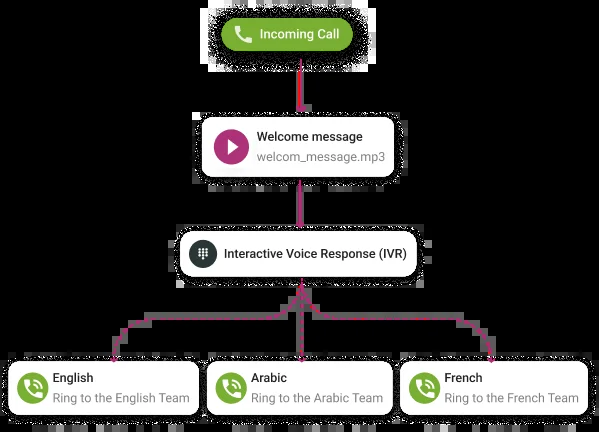 Incoming Call
Welcome message
welcom_message.mp3
Interactive Voice Response (IVR)
English
Ring to the English Team
Arabic
Ring to the Arabic Team
French
Ring to the French Team